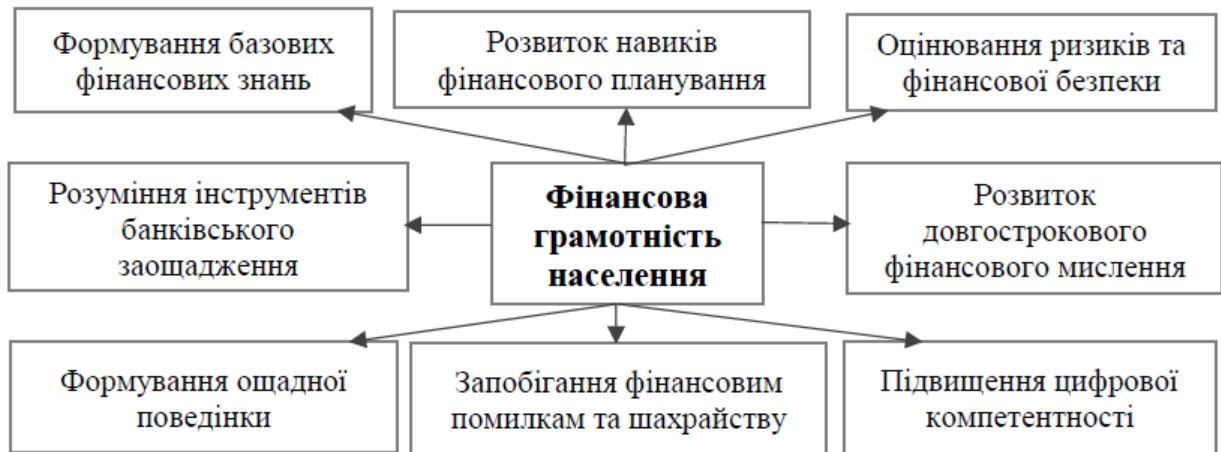 Формування базових
фінансових знань
Розвиток навиків
фінансового планування
Оцінювання ризиків та
фінансової безпеки
Розуміння інструментів
банківського
заощадження
Фінансова
грамотність
населення
Розвиток
довгострокового
фінансового мислення
Формування ощадної
поведінки
Запобігання фінансовим
помилкам та шахрайству
Підвищення цифрової
компетентності